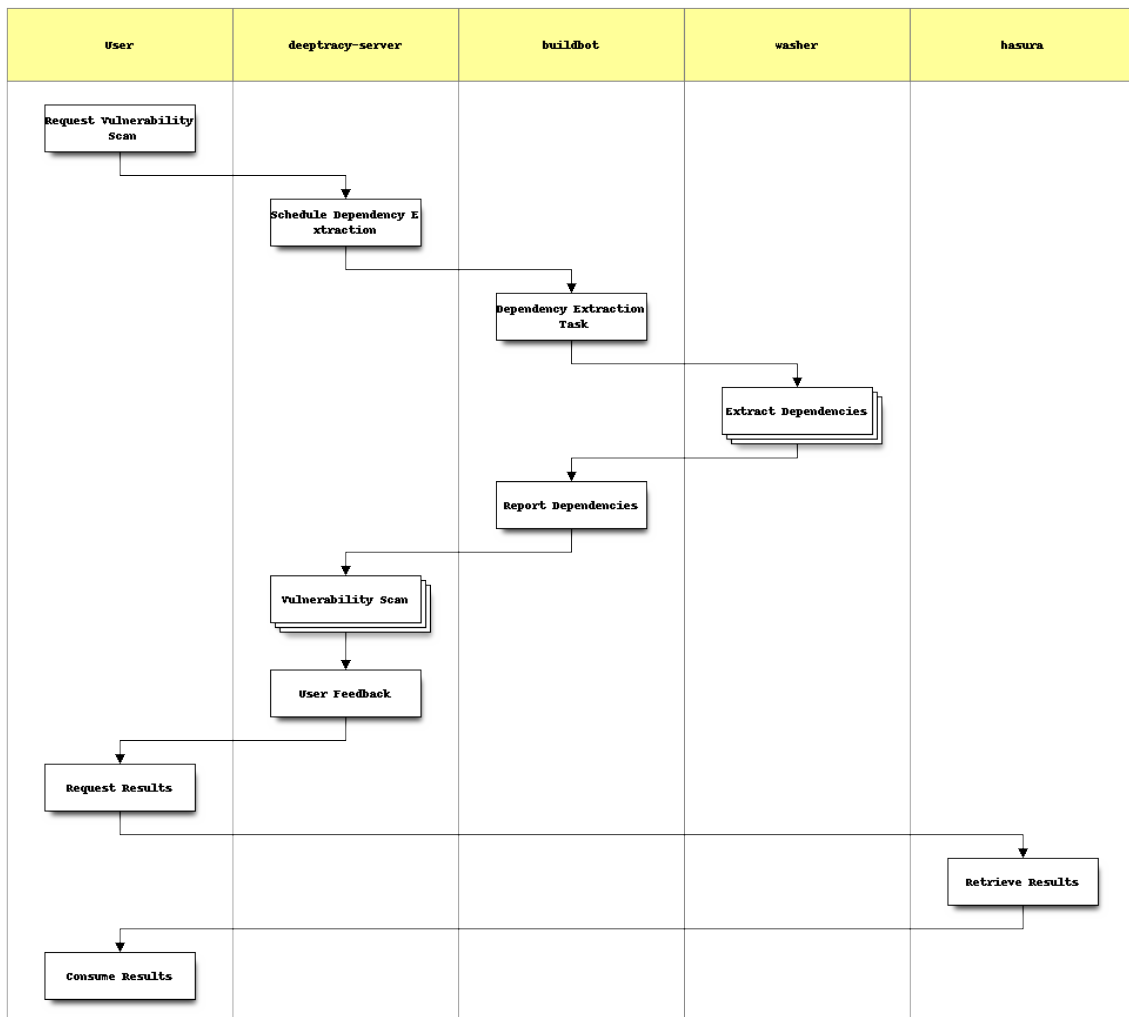 User deeptracy-server buildbot washer hasura
Request Vulnerability
Scan
Schedule Dependency E
xtraction
Dependency Extraction
Task
Extract Dependencies
Report Dependencies
Vulnerability Scan
User Feedback
Request Results
Retrieve Results
Consume Results